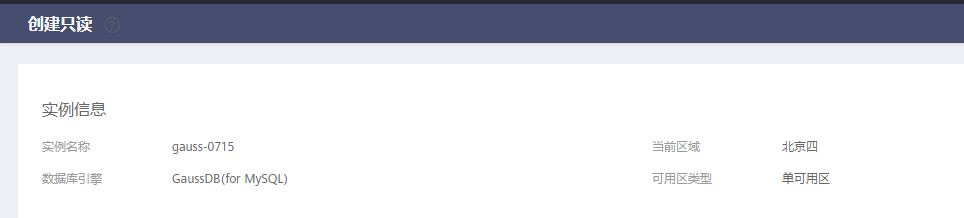 创建只读 ?
实例信息
实例名称 gauss-0715 当前区域 北京四
数据库引擎 GaussDB(for MySQL) 可用区类型 单可用区